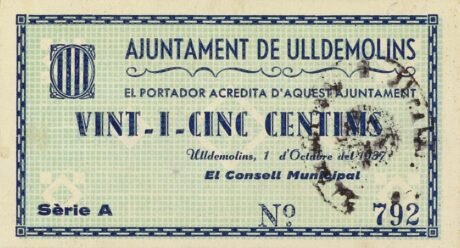 AJUNTAMENT DE ULLDEMOLINS
EL PORTADOR ACREDITA D'AQUEST AJUNTAMENT
VINT-I-CINC CENTIMS
Ulldemolins, 1 d'Octubre del 1937
El Consell Municipal
Sèrie A Nº 792